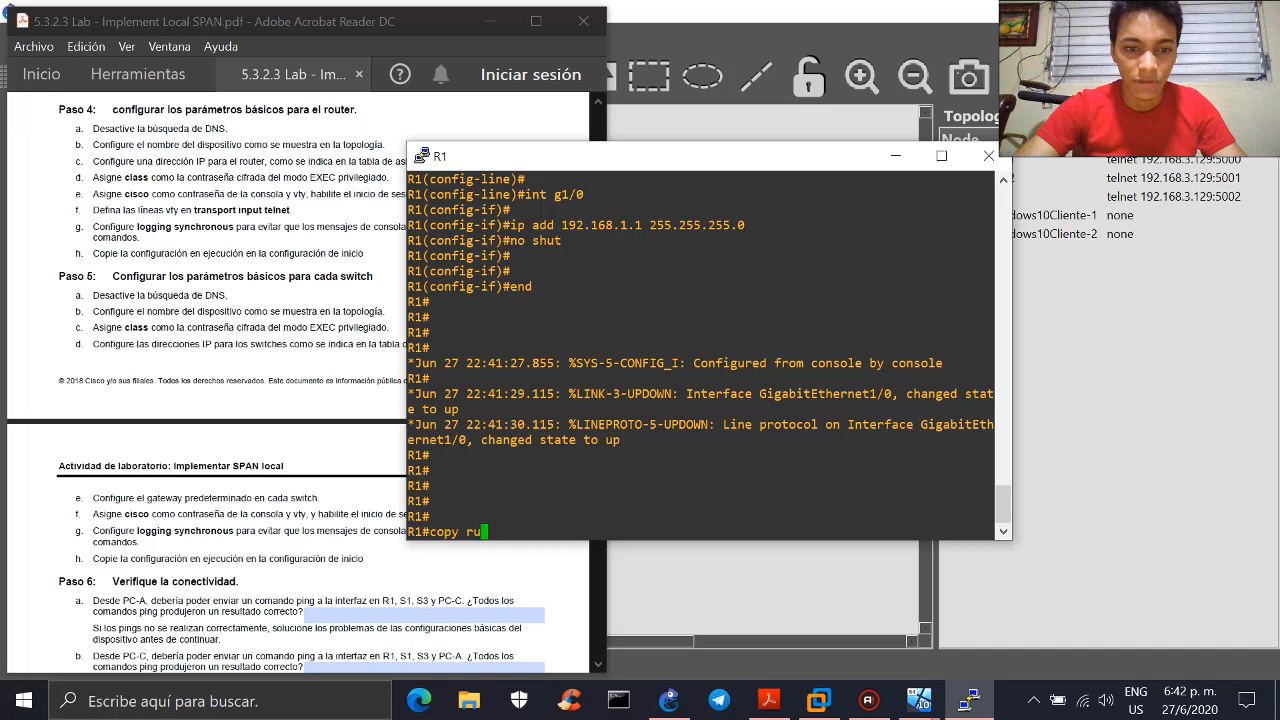 5.3.2.3 Lab - Implement Local SPAN.pdf - Adobe Acrobat Reader DC
Archivo Edición Ver Ventana Ayuda
Inicio Herramientas 5.3.2.3 Lab - Im... × ? Iniciar sesión
Paso 4: configurar los parámetros básicos para el router.
a. Desactive la búsqueda de DNS.
b. Configure el nombre del dispositivo como se muestra en la topología.
c. Configure una dirección IP para el router, como se indica en la tabla de
d. Asigne class como la contraseña cifrada del modo EXEC privilegiado.
e. Asigne cisco como contraseña de la consola y vty, habilite el inicio de
f. Defina las líneas vty en transport input telnet.
g. Configure logging synchronous para evitar que los mensajes de consola
comandos.
h. Copie la configuración en ejecución en la configuración de inicio
Paso 5: Configurar los parámetros básicos para cada switch
a. Desactive la búsqueda de DNS.
b. Configure el nombre del dispositivo como se muestra en la topología.
c. Asigne class como la contraseña cifrada del modo EXEC privilegiado.
d. Configure las direcciones IP para los switches como se indica en la tabla
© 2018 Cisco y/o sus filiales. Todos los derechos reservados. Este documento es información pública
Actividad de laboratorio: Implementar SPAN local
e. Configure el gateway predeterminado en cada switch.
f. Asigne cisco como contraseña de la consola y vty, y habilite el inicio de
g. Configure logging synchronous para evitar que los mensajes de consola
comandos.
h. Copie la configuración en ejecución en la configuración de inicio
Paso 6: Verifique la conectividad.
a. Desde PC-A, debería poder enviar un comando ping a la interfaz en R1, S1, S3 y PC-C. ¿Todos los
comandos ping produjeron un resultado correcto?
Si los pings no se realizan correctamente, solucione los problemas de las configuraciones básicas del
dispositivo antes de continuar.
b. Desde PC-C, debería poder enviar un comando ping a la interfaz en R1, S1, S3 y PC-A. ¿Todos los
comandos ping produjeron un resultado correcto?
R1
R1(config-line)#
R1(config-line)#int g1/0
R1(config-if)#
R1(config-if)#ip add 192.168.1.1 255.255.255.0
R1(config-if)#no shut
R1(config-if)#
R1(config-if)#
R1(config-if)#end
R1#
R1#
R1#
R1#
*Jun 27 22:41:27.855: %SYS-5-CONFIG_I: Configured from console by console
R1#
*Jun 27 22:41:29.115: %LINK-3-UPDOWN: Interface GigabitEthernet1/0, changed stat
e to up
*Jun 27 22:41:30.115: %LINEPROTO-5-UPDOWN: Line protocol on Interface GigabitEth
ernet1/0, changed state to up
R1#
R1#
R1#
R1#
R1#
R1#copy ru
Topolog
Node
telnet 192.168.3.129:5000
telnet 192.168.3.129:5001
telnet 192.168.3.129:5002
dows10Cliente-1 none
dows10Cliente-2 none
Escribe aquí para buscar.
ENG
US
6:42 p. m.
27/6/2020